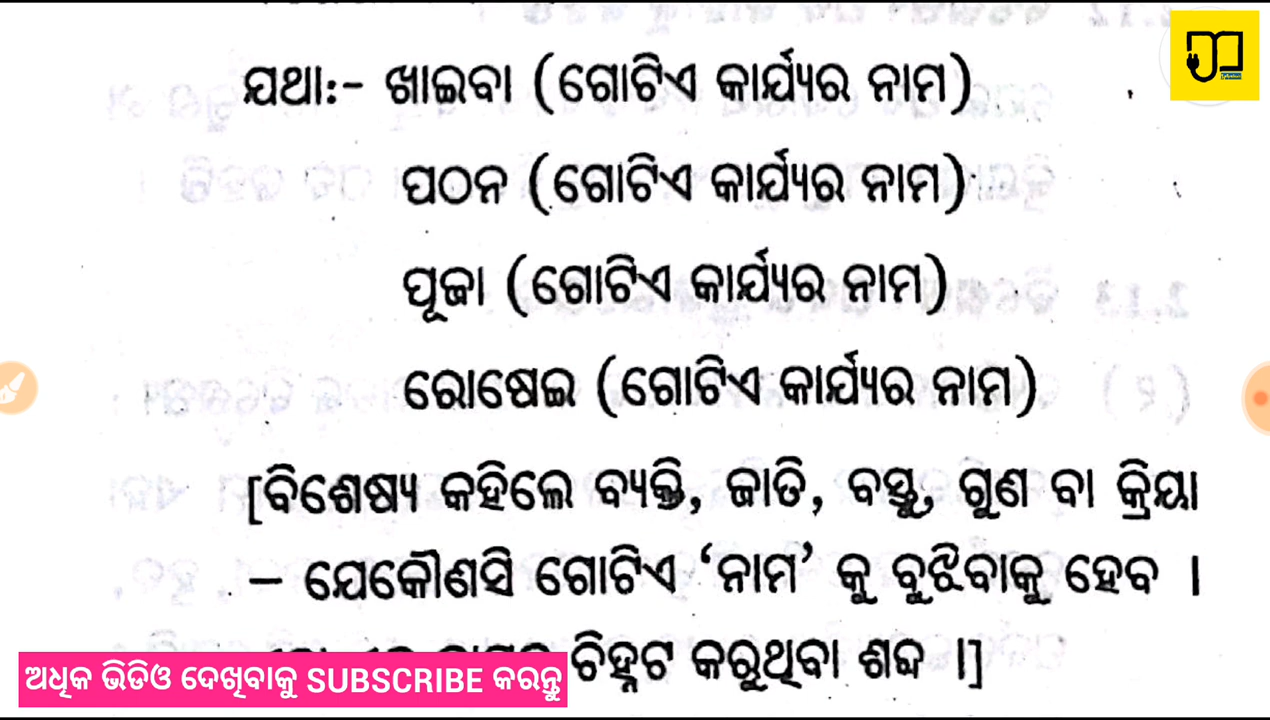 ଯଥା:- ଖାଇବା (ଗୋଟିଏ କାର୍ଯ୍ୟର ନାମ)
ପଠନ (ଗୋଟିଏ କାର୍ଯ୍ୟର ନାମ)
ପୂଜା (ଗୋଟିଏ କାର୍ଯ୍ୟର ନାମ)
ରୋଷେଇ (ଗୋଟିଏ କାର୍ଯ୍ୟର ନାମ)
[ବିଶେଷ୍ୟ କହିଲେ ବ୍ୟକ୍ତି, ଜାତି, ବସ୍ତୁ, ଗୁଣ ବା କ୍ରିୟା
– ଯେକୌଣସି ଗୋଟିଏ ‘ନାମ’ କୁ ବୁଝିବାକୁ ହେବ ।
ଚିହ୍ନଟ କରୁଥିବା ଶବ୍ଦ ।]
ଅଧିକ ଭିଡିଓ ଦେଖିବାକୁ SUBSCRIBE କରନ୍ତୁ